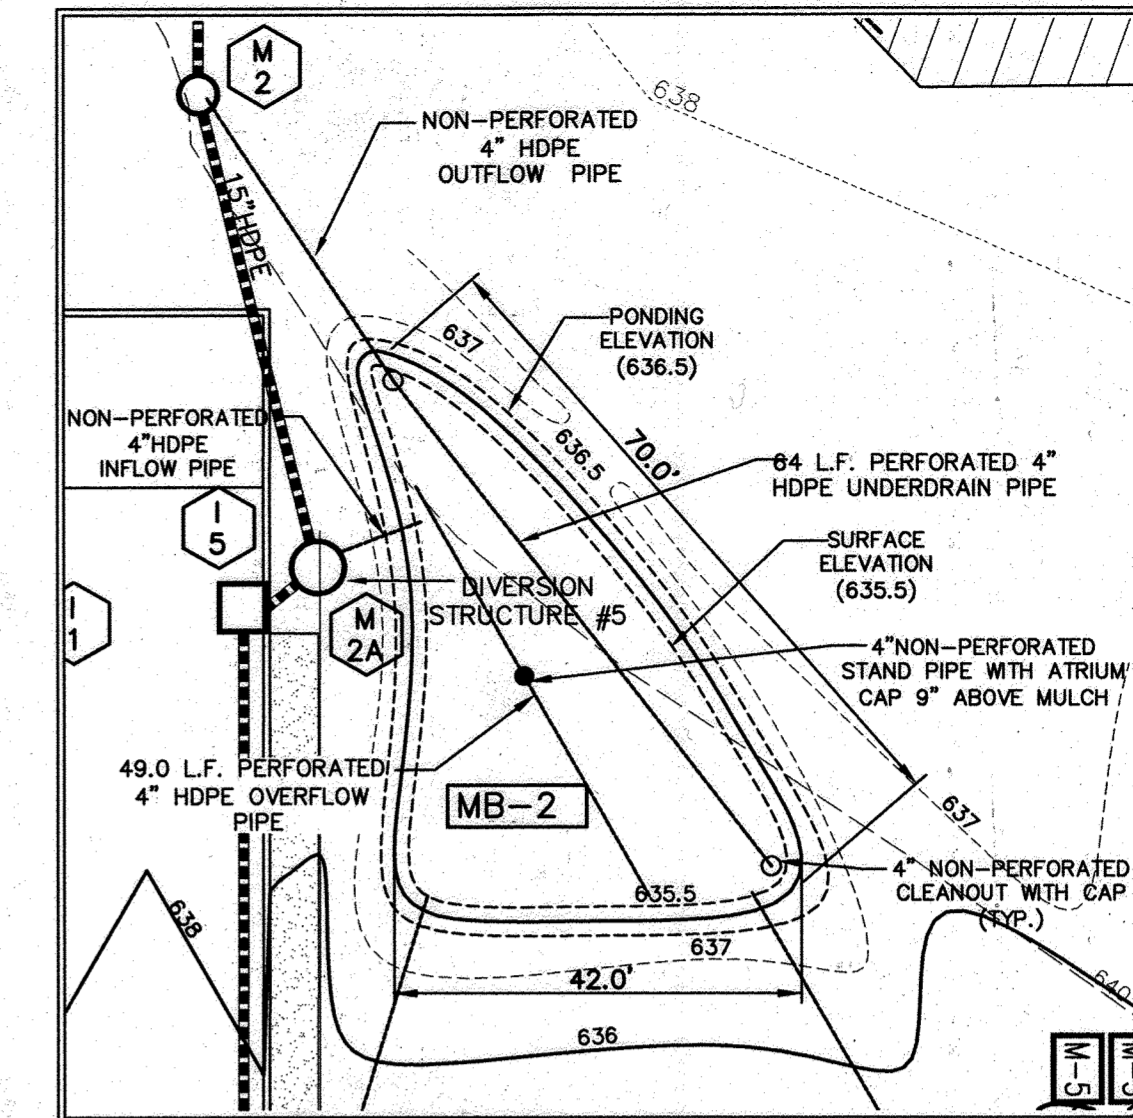 M
2
638
NON-PERFORATED
4" HDPE
OUTFLOW PIPE
15"HDPE
637
PONDING
ELEVATION
(636.5)
NON-PERFORATED
4"HDPE
INFLOW PIPE
636.5
70.0'
64 L.F. PERFORATED 4"
HDPE UNDERDRAIN PIPE
I
5
SURFACE
ELEVATION
(635.5)
DIVERSION
STRUCTURE #5
I
1
M
2A
4"NON-PERFORATED
STAND PIPE WITH ATRIUM
CAP 9" ABOVE MULCH
49.0 L.F. PERFORATED
4" HDPE OVERFLOW
PIPE
MB-2
637
4" NON-PERFORATED
CLEANOUT WITH CAP
(TYP.)
635.5
638
637
42.0'
640
636
M-5